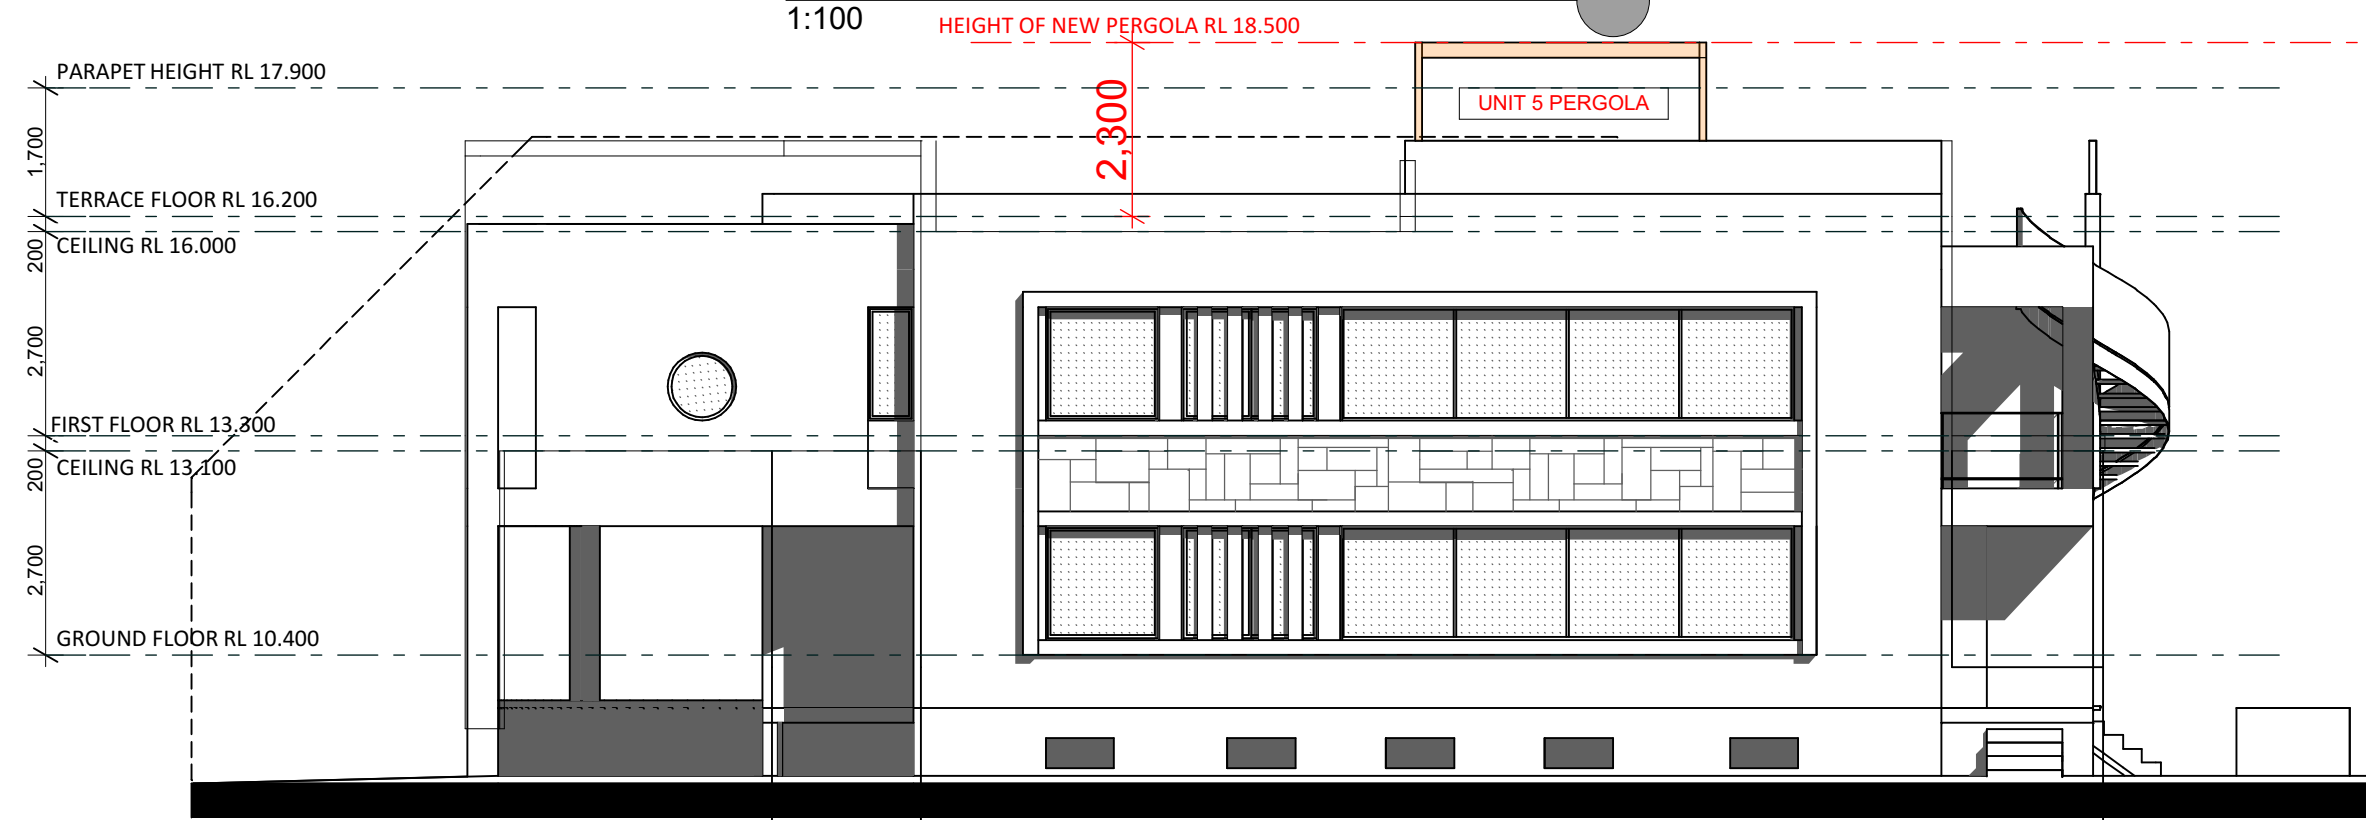 1:100
HEIGHT OF NEW PERGOLA RL 18.500
PARAPET HEIGHT RL 17.900
UNIT 5 PERGOLA
2,300
1,700
TERRACE FLOOR RL 16.200
200
CEILING RL 16.000
2,700
FIRST FLOOR RL 13.300
200
CEILING RL 13.100
2,700
GROUND FLOOR RL 10.400